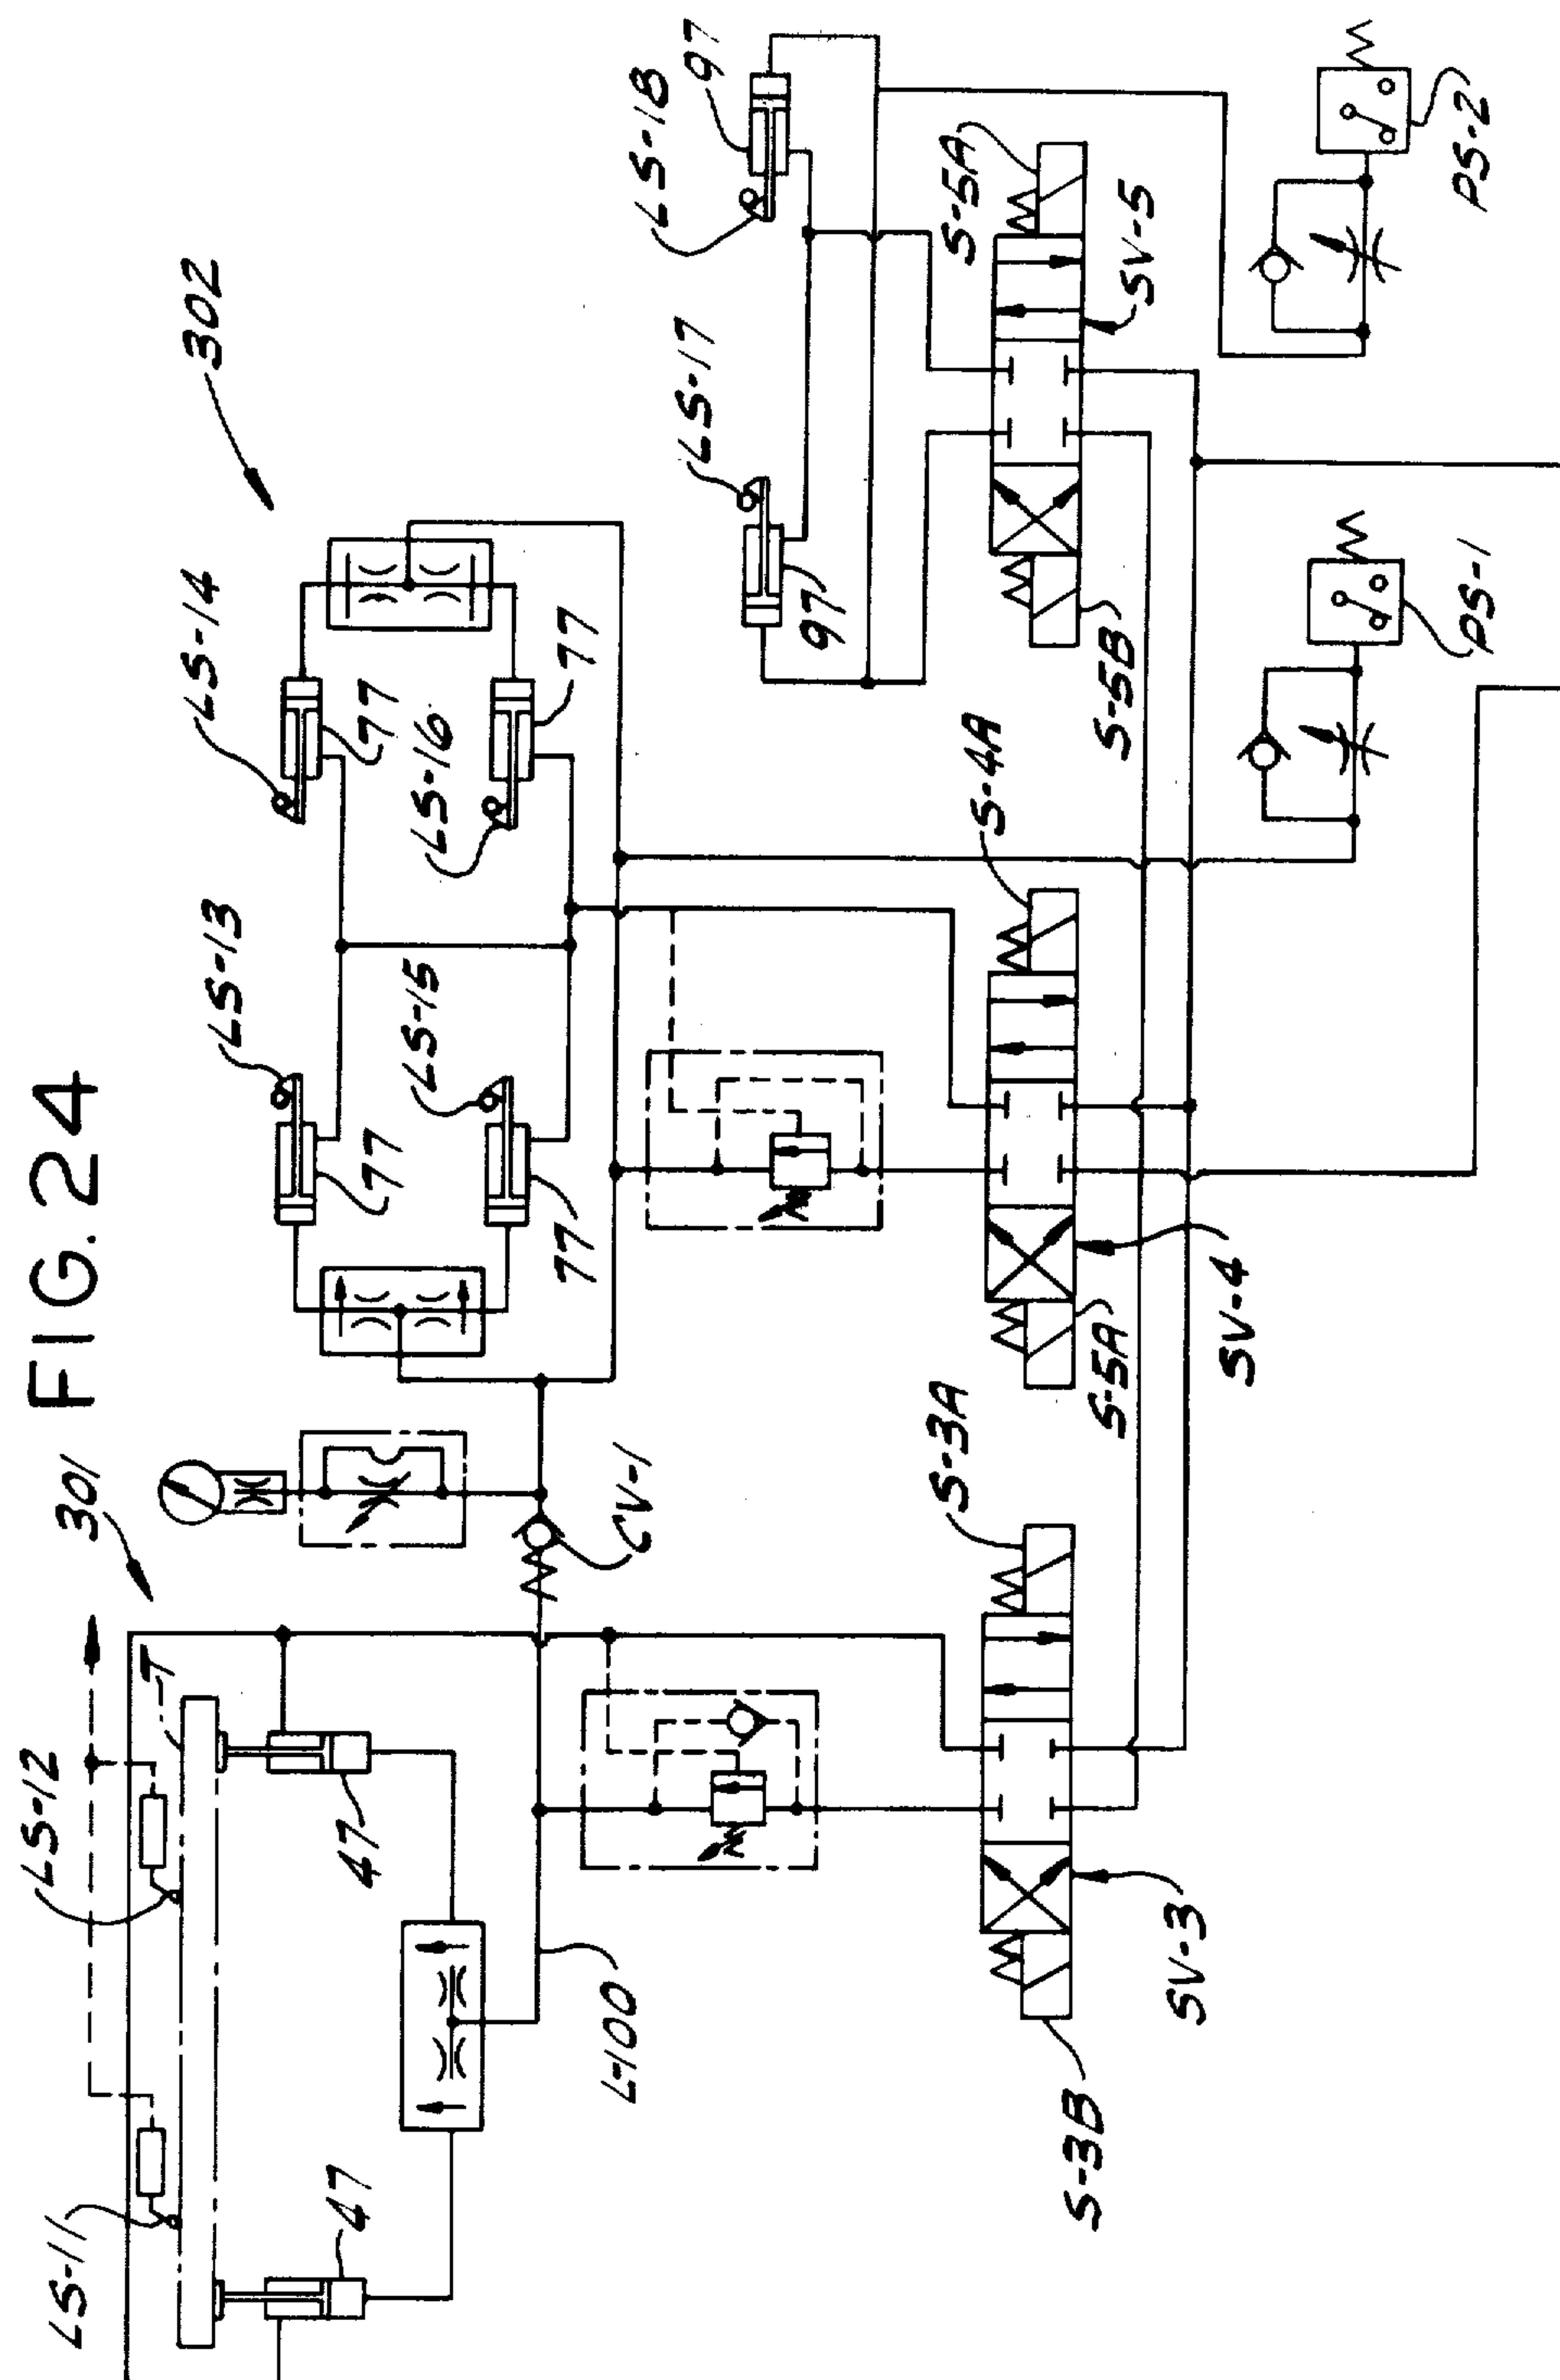 FIG. 24
301
302
LS-11
LS-12
T
47
47
L-100
CV-1
LS-13
LS-14
77
77
LS-15
LS-16
77
77
LS-17
LS-18
97
97
S-3A
S-3B
SV-3
S-4A
S-5A
SV-4
S-5A
S-5B
SV-5
PS-1
PS-2